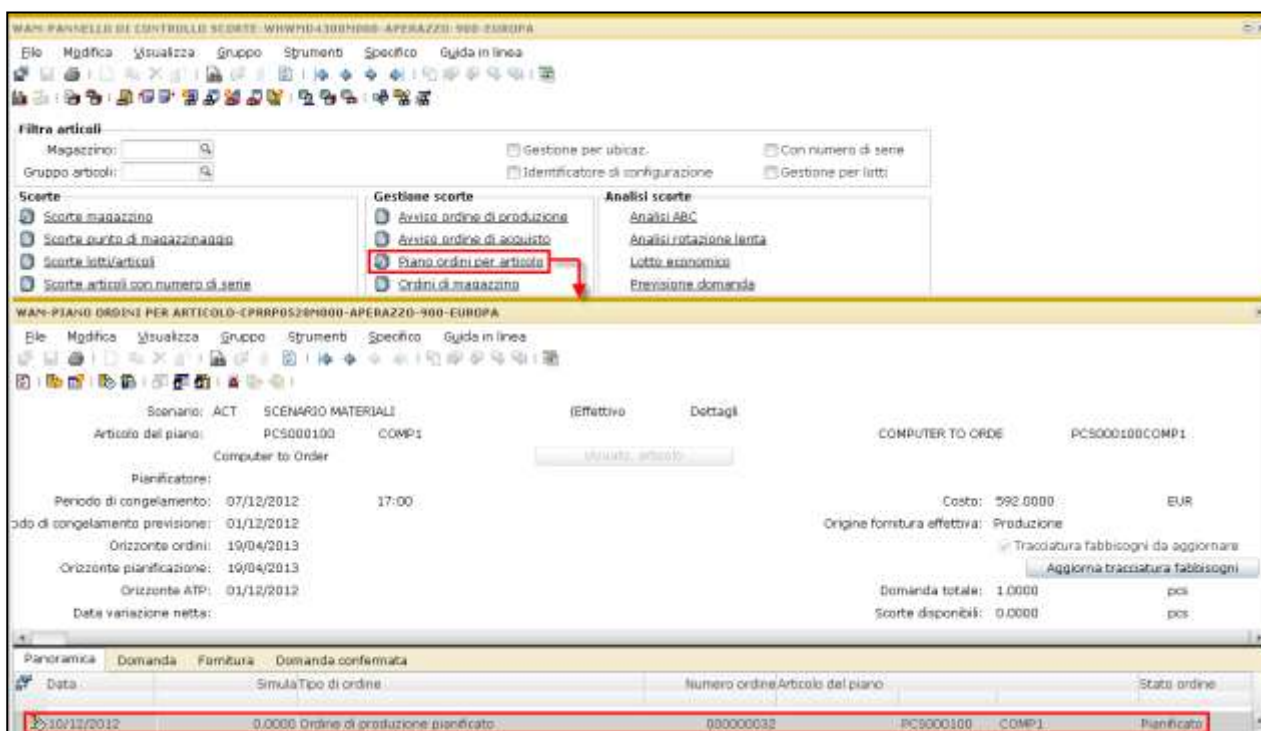 WAM-PANNELLO DI CONTROLLO SCORTE-WHWMD4300M000-APERAZZO-900-EUROPA
File Modifica Visualizza Gruppo Strumenti Specifico Guida in linea
Filtra articoli
Magazzino: Gestione per ubicaz. Con numero di serie
Gruppo articoli: Identificatore di configurazione Gestione per lotti
Scorte Gestione scorte Analisi scorte
Scorte magazzino Avviso ordine di produzione Analisi ABC
Scorte punto di magazzinaggio Avviso ordine di acquisto Analisi rotazione lenta
Scorte lotti/articoli Piano ordini per articolo Lotto economico
Scorte articoli con numero di serie Ordini di magazzino Previsione domanda
WAM-PIANO ORDINI PER ARTICOLO-CPRRP0520M000-APERAZZO-900-EUROPA
File Modifica Visualizza Gruppo Strumenti Specifico Guida in linea
Scenario: ACT SCENARIO MATERIALI (Effettivo Dettagli
Articolo del piano: PCS000100 COMP1 COMPUTER TO ORDE PCS000100COMP1
Computer to Order articolo
Pianificatore:
Periodo di congelamento: 07/12/2012 17:00 Costo: 592.0000 EUR
odo di congelamento previsione: 01/12/2012 Origine fornitura effettiva: Produzione
Orizzonte ordini: 19/04/2013 Tracciatura fabbisogni da aggiornare
Orizzonte pianificazione: 19/04/2013 Aggiorna tracciatura fabbisogni
Orizzonte ATP: 01/12/2012 Domanda totale: 1.0000 pcs
Data variazione netta: Scorte disponibili: 0.0000 pcs
Panoramica Domanda Fornitura Domanda confermata
Data Simula Tipo di ordine Numero ordine Articolo del piano Stato ordine
10/12/2012 0.0000 Ordine di produzione pianificato 000000032 PCS000100 COMP1 Pianificato